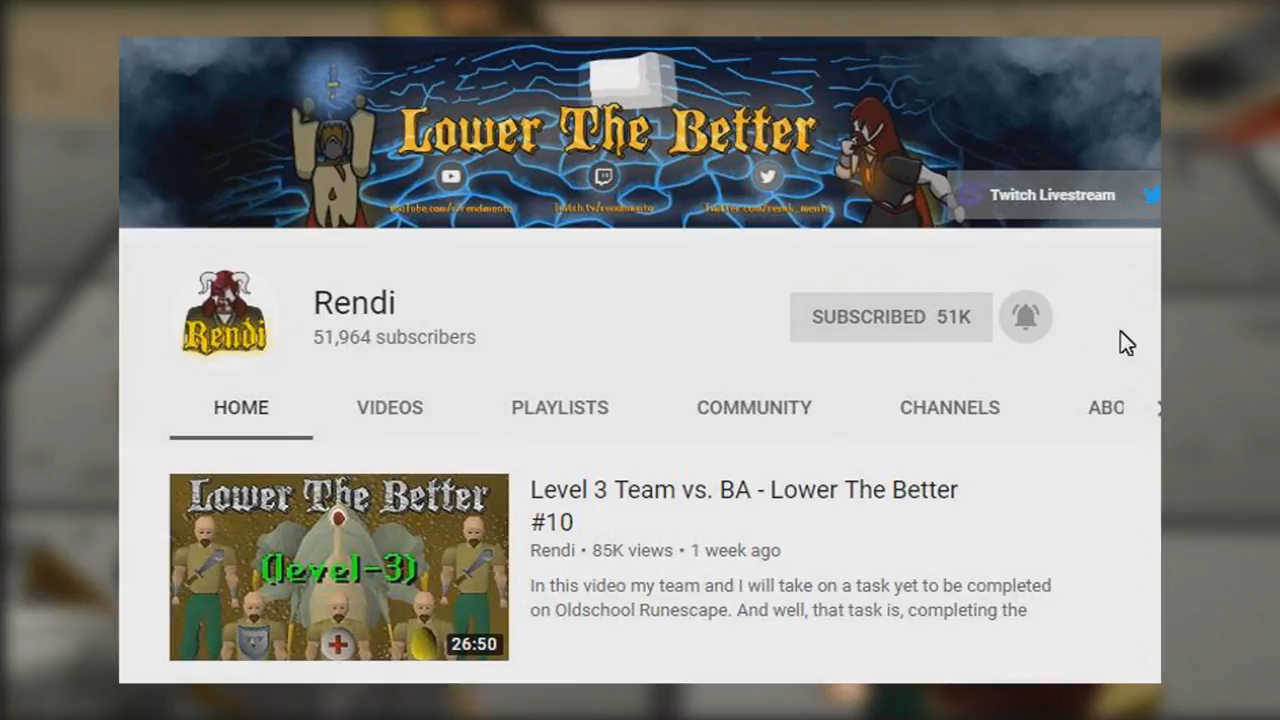 Lower The Better
Twitch Livestream
Rendi
Rendi
51,964 subscribers
SUBSCRIBED 51K
HOME VIDEOS PLAYLISTS COMMUNITY CHANNELS ABO
Lower The Better
(level-3)
26:50
Level 3 Team vs. BA - Lower The Better
#10
Rendi • 85K views • 1 week ago
In this video my team and I will take on a task yet to be completed
on Oldschool Runescape. And well, that task is, completing the